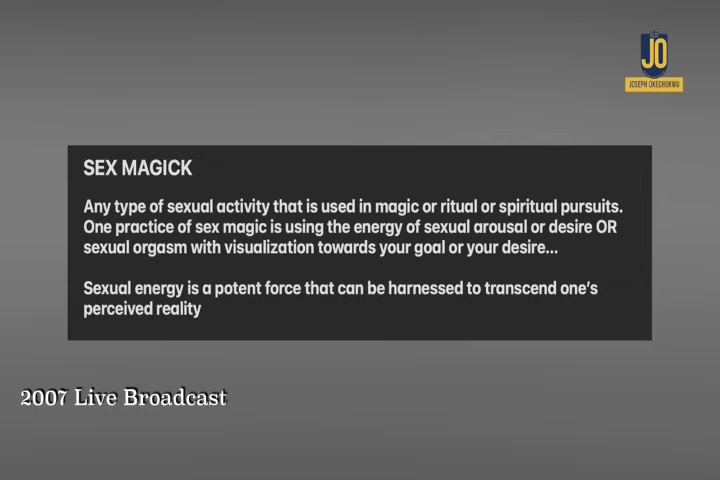 JO
JOSEPH OKECHUKWU
SEX MAGICK
Any type of sexual activity that is used in magic or ritual or spiritual pursuits.
One practice of sex magic is using the energy of sexual arousal or desire OR
sexual orgasm with visualization towards your goal or your desire...
Sexual energy is a potent force that can be harnessed to transcend one's
perceived reality
2007 Live Broadcast